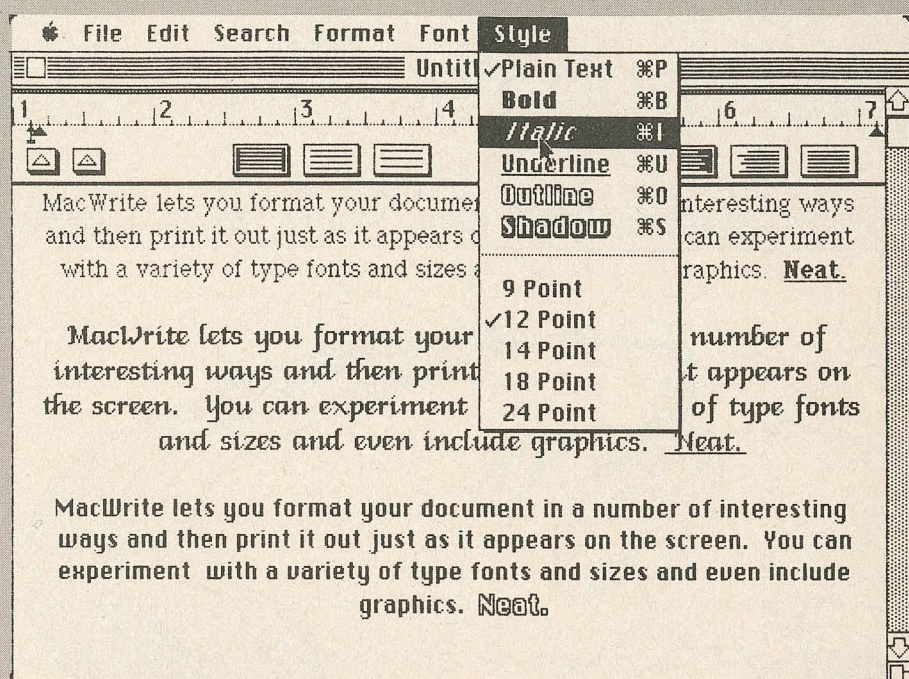 File Edit Search Format Font Style
Untitl
✓Plain Text ⌘P
Bold ⌘B
Italic ⌘I
Underline ⌘U
Outline ⌘O
Shadow ⌘S
9 Point
✓12 Point
14 Point
18 Point
24 Point
1 2 3 4 6 7
MacWrite lets you format your documen nteresting ways
and then print it out just as it appears o can experiment
with a variety of type fonts and sizes a raphics. Neat.
MacWrite lets you format your number of
interesting ways and then print t appears on
the screen. You can experiment of type fonts
and sizes and even include graphics. Neat.
MacWrite lets you format your document in a number of interesting
ways and then print it out just as it appears on the screen. You can
experiment with a variety of type fonts and sizes and even include
graphics. Neat.